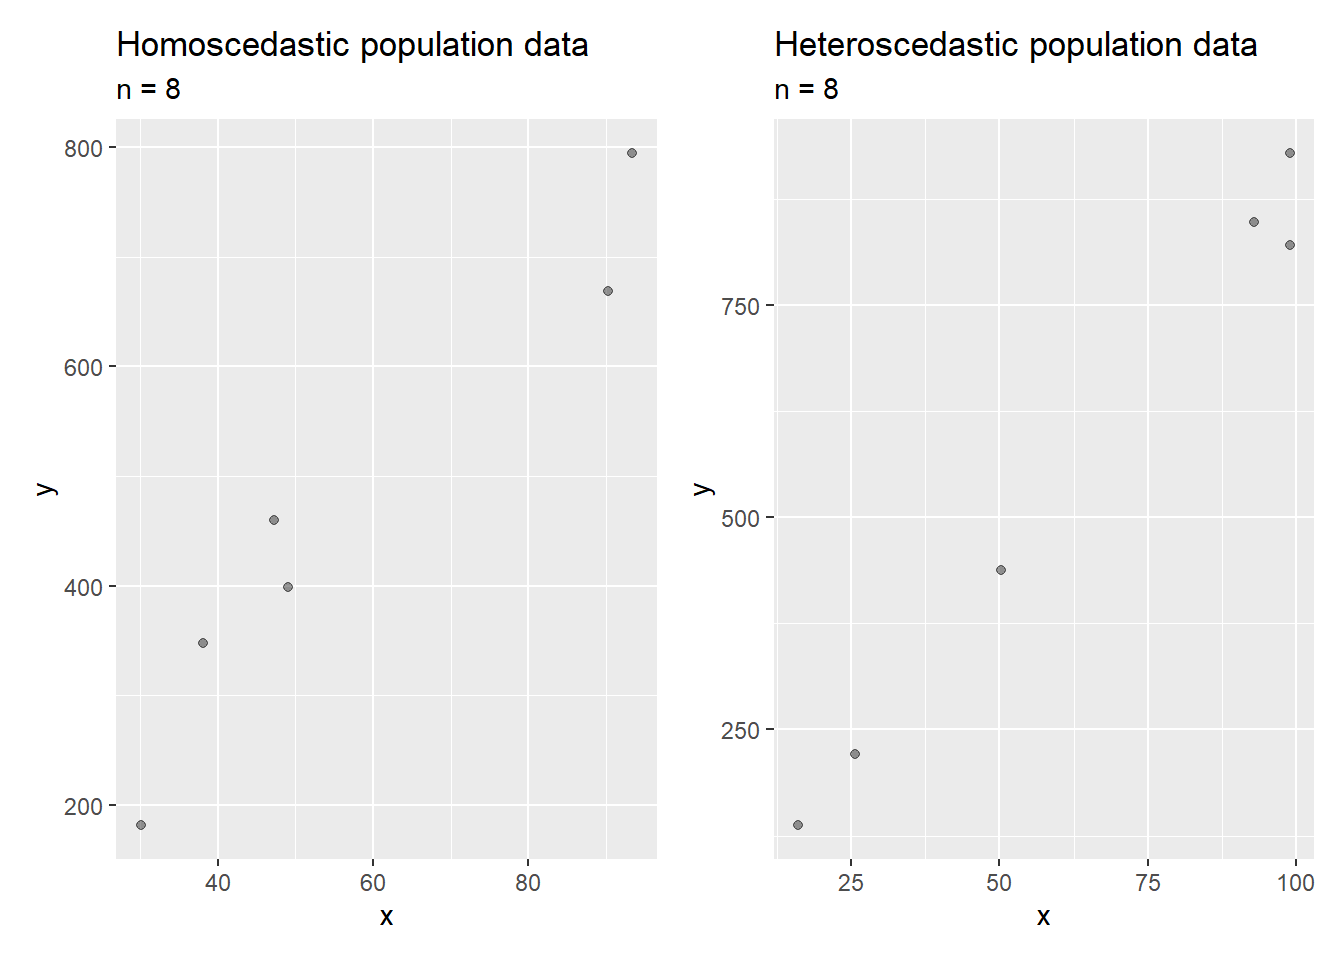 Homoscedastic population data
n = 8
800
600
400
200
y
40 60 80
x
Heteroscedastic population data
n = 8
750
500
250
y
25 50 75 100
x